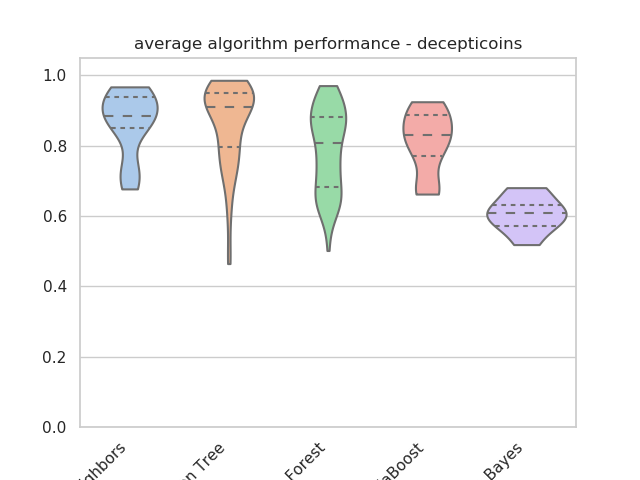 average algorithm performance - decepticoins
1.0
0.8
0.6
0.4
0.2
0.0
ghbors
n Tree
Forest
aBoost
Bayes